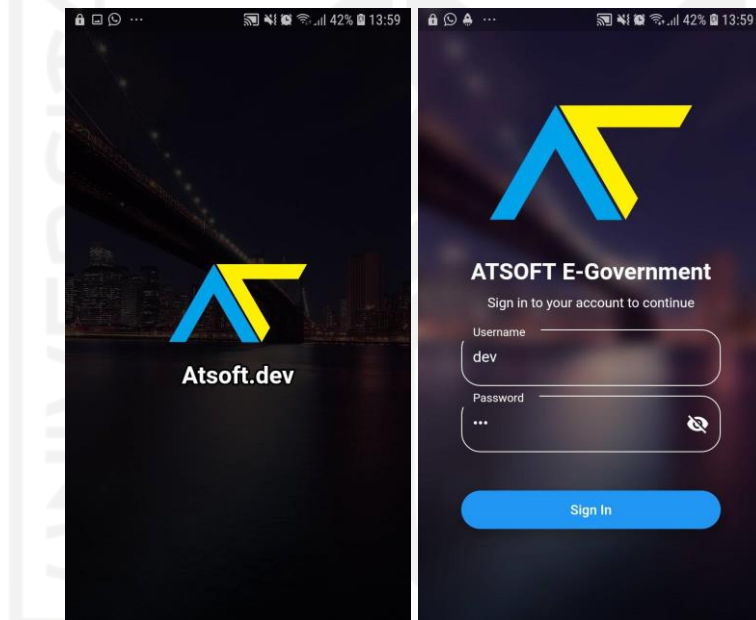 42% 13:59
Atsoft.dev
42% 13:59
ATSOFT E-Government
Sign in to your account to continue
Username
dev
Password
•••
Sign In